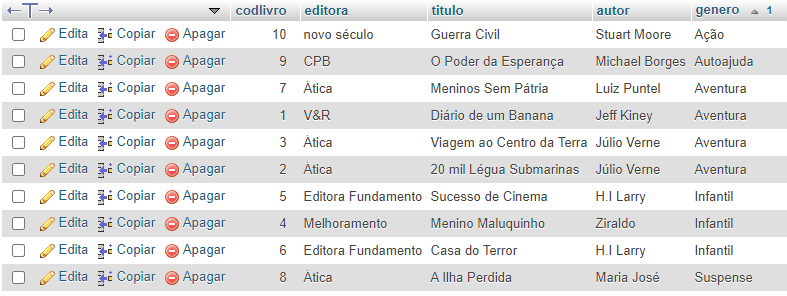 codlivro editora titulo autor genero 1
Edita Copiar Apagar 10 novo século Guerra Civil Stuart Moore Ação
Edita Copiar Apagar 9 CPB O Poder da Esperança Michael Borges Autoajuda
Edita Copiar Apagar 7 Àtica Meninos Sem Pátria Luiz Puntel Aventura
Edita Copiar Apagar 1 V&R Diário de um Banana Jeff Kiney Aventura
Edita Copiar Apagar 3 Àtica Viagem ao Centro da Terra Júlio Verne Aventura
Edita Copiar Apagar 2 Àtica 20 mil Légua Submarinas Júlio Verne Aventura
Edita Copiar Apagar 5 Editora Fundamento Sucesso de Cinema H.I Larry Infantil
Edita Copiar Apagar 4 Melhoramento Menino Maluquinho Ziraldo Infantil
Edita Copiar Apagar 6 Editora Fundamento Casa do Terror H.I Larry Infantil
Edita Copiar Apagar 8 Àtica A Ilha Perdida Maria José Suspense